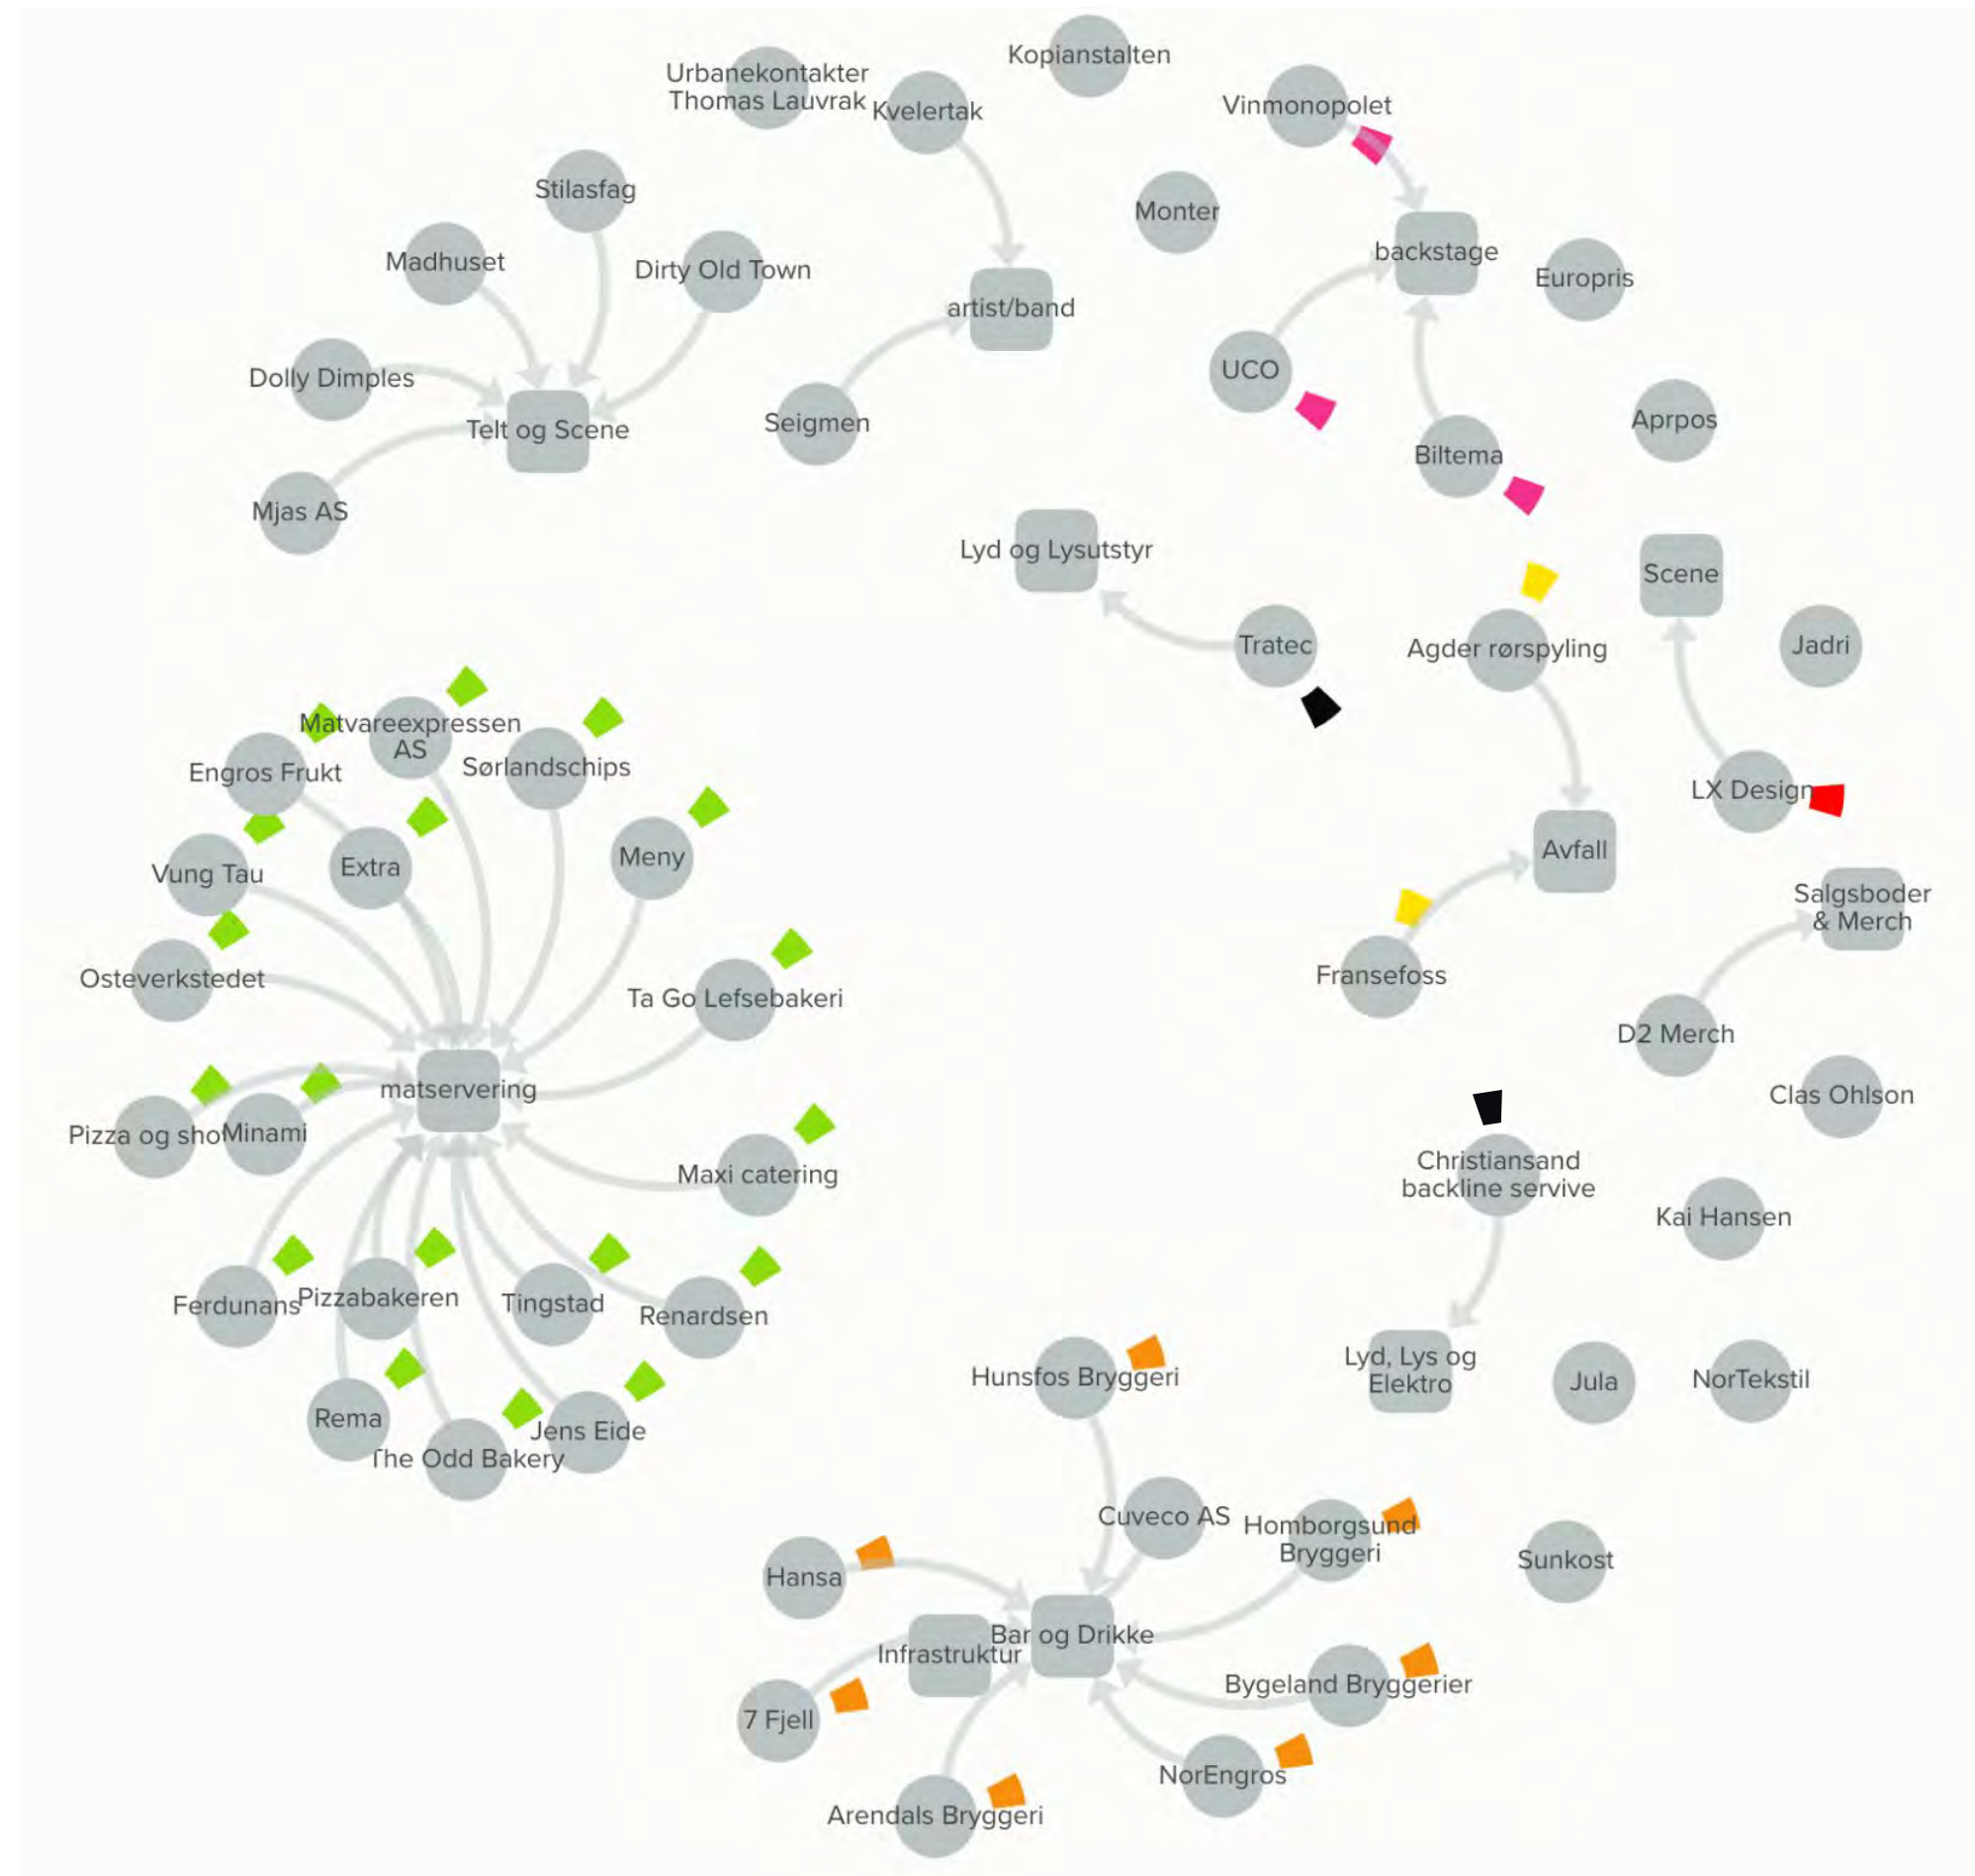 Kopianstalten
Urbanekontakter
Thomas Lauvrak
Kvelertak
Vinmonopolet
Stilasfag
Monter
Madhuset
Dirty Old Town
backstage
Europris
artist/band
Dolly Dimples
UCO
Telt og Scene
Seigmen
Aprpos
Biltema
Mjas AS
Lyd og Lysutstyr
Scene
Tratec
Agder rørspyling
Jadri
Matvareexpressen
AS
Engros Frukt
Sørlandschips
LX Design
Vung Tau
Extra
Meny
Avfall
Salgsboder
& Merch
Osteverkstedet
Ta Go Lefsebakeri
Fransefoss
D2 Merch
matservering
Clas Ohlson
Pizza og sho
Minami
Maxi catering
Christiansand
backline servive
Kai Hansen
Ferdunans
Pizzabakeren
Tingstad
Renardsen
Hunsfos Bryggeri
Lyd, Lys og
Elektro
Jula
NorTekstil
Rema
The Odd Bakery
Jens Eide
Cuveco AS
Homborgsund
Bryggeri
Hansa
Sunkost
Infrastruktur
Bar og Drikke
Bygeland Bryggerier
7 Fjell
NorEngros
Arendals Bryggeri